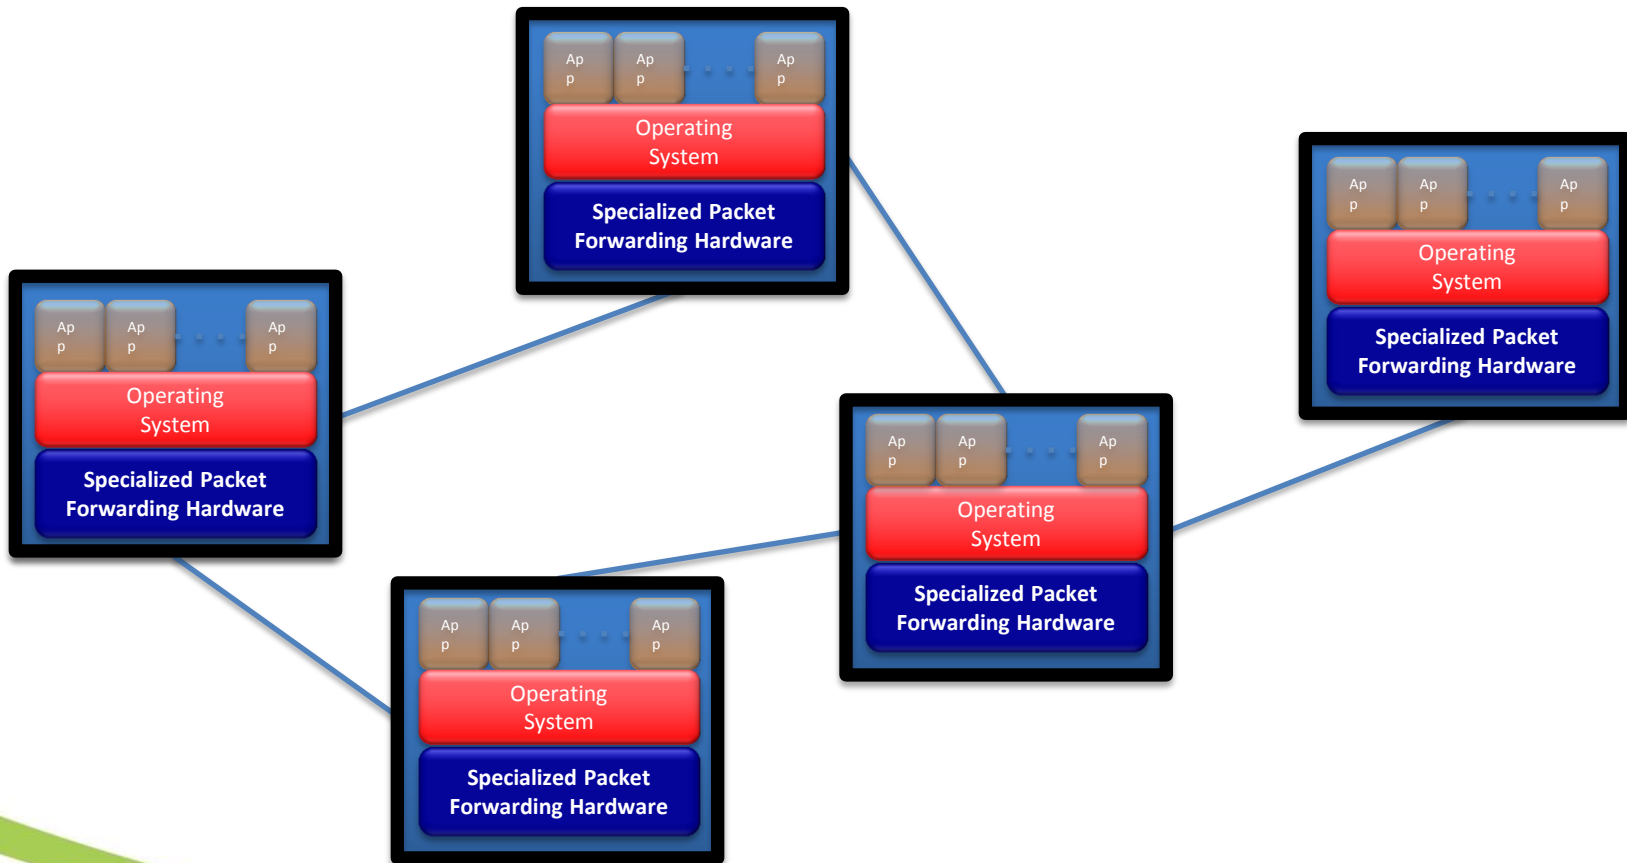 Ap
p
Ap
p
Ap
p
Operating
System
Specialized Packet
Forwarding Hardware
Ap
p
Ap
p
Ap
p
Operating
System
Specialized Packet
Forwarding Hardware
Ap
p
Ap
p
Ap
p
Operating
System
Specialized Packet
Forwarding Hardware
Ap
p
Ap
p
Ap
p
Operating
System
Specialized Packet
Forwarding Hardware
Ap
p
Ap
p
Ap
p
Operating
System
Specialized Packet
Forwarding Hardware